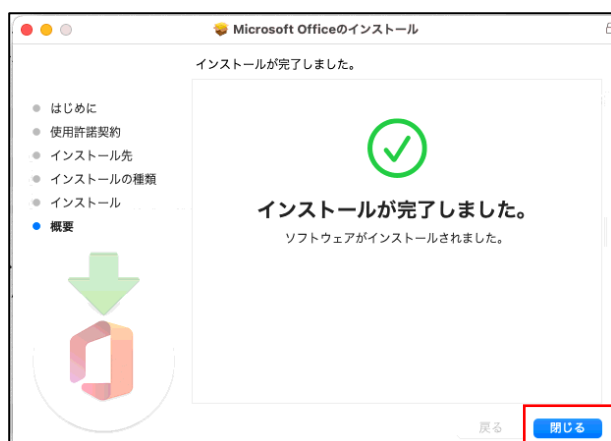 Microsoft Officeのインストール
インストールが完了しました。
はじめに
使用許諾契約
インストール先
インストールの種類
インストール
概要
インストールが完了しました。
ソフトウェアがインストールされました。
戻る
閉じる